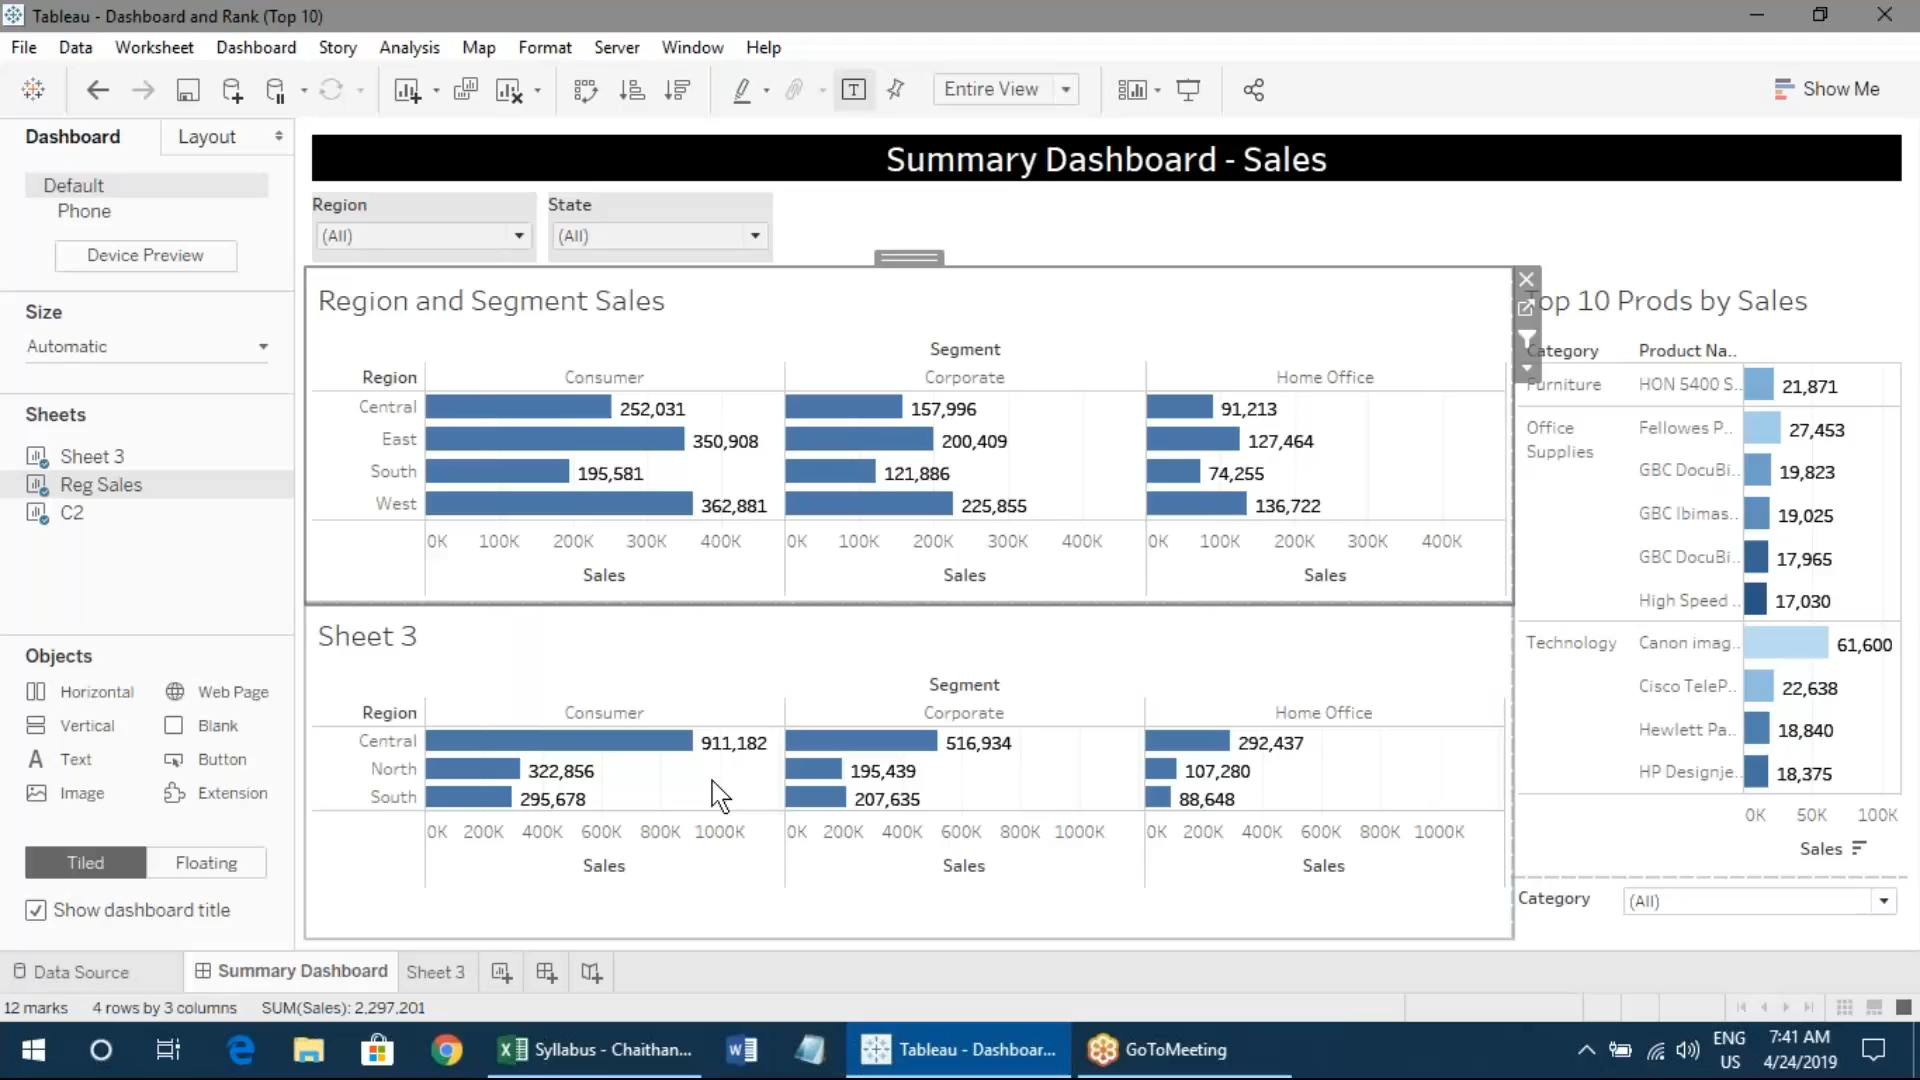 Tableau - Dashboard and Rank (Top 10)
File Data Worksheet Dashboard Story Analysis Map Format Server Window Help
Entire View
Show Me
Dashboard Layout
Default
Phone
Device Preview
Size
Automatic
Sheets
Sheet 3
Reg Sales
C2
Objects
Horizontal Web Page
Vertical Blank
A Text Button
Image Extension
Tiled Floating
Show dashboard title
Summary Dashboard - Sales
Region State
(All) (All)
Region and Segment Sales
Segment
Region Consumer Corporate Home Office
Central 252,031 157,996 91,213
East 350,908 200,409 127,464
South 195,581 121,886 74,255
West 362,881 225,855 136,722
0K 100K 200K 300K 400K 0K 100K 200K 300K 400K 0K 100K 200K 300K 400K
Sales Sales Sales
Sheet 3
Segment
Region Consumer Corporate Home Office
Central 911,182 516,934 292,437
North 322,856 195,439 107,280
South 295,678 207,635 88,648
0K 200K 400K 600K 800K 1000K 0K 200K 400K 600K 800K 1000K 0K 200K 400K 600K 800K 1000K
Sales Sales Sales
Top 10 Prods by Sales
Category Product Na..
Furniture HON 5400 S.. 21,871
Office Supplies Fellowes P.. 27,453
GBC DocuBi.. 19,823
GBC Ibimas.. 19,025
GBC DocuBi.. 17,965
High Speed .. 17,030
Technology Canon imag.. 61,600
Cisco TeleP.. 22,638
Hewlett Pa.. 18,840
HP Designje.. 18,375
0K 50K 100K
Sales
Category (All)
Data Source Summary Dashboard Sheet 3
12 marks 4 rows by 3 columns SUM(Sales): 2,297,201
Syllabus - Chaithan... Tableau - Dashboar... GoToMeeting
ENG 7:41 AM
US 4/24/2019